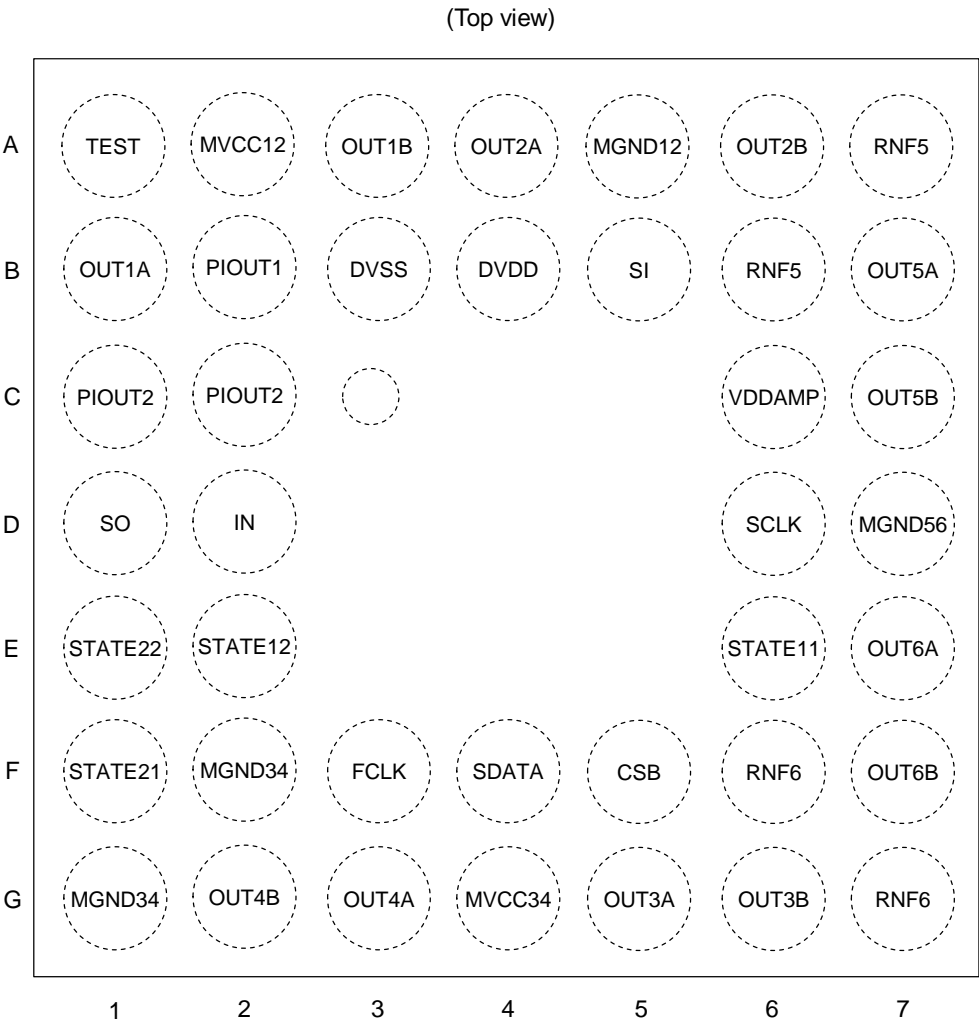 (Top view)
A TEST MVCC12 OUT1B OUT2A MGND12 OUT2B RNF5
B OUT1A PIOUT1 DVSS DVDD SI RNF5 OUT5A
C PIOUT2 PIOUT2 VDDAMP OUT5B
D SO IN SCLK MGND56
E STATE22 STATE12 STATE11 OUT6A
F STATE21 MGND34 FCLK SDATA CSB RNF6 OUT6B
G MGND34 OUT4B OUT4A MVCC34 OUT3A OUT3B RNF6
1 2 3 4 5 6 7